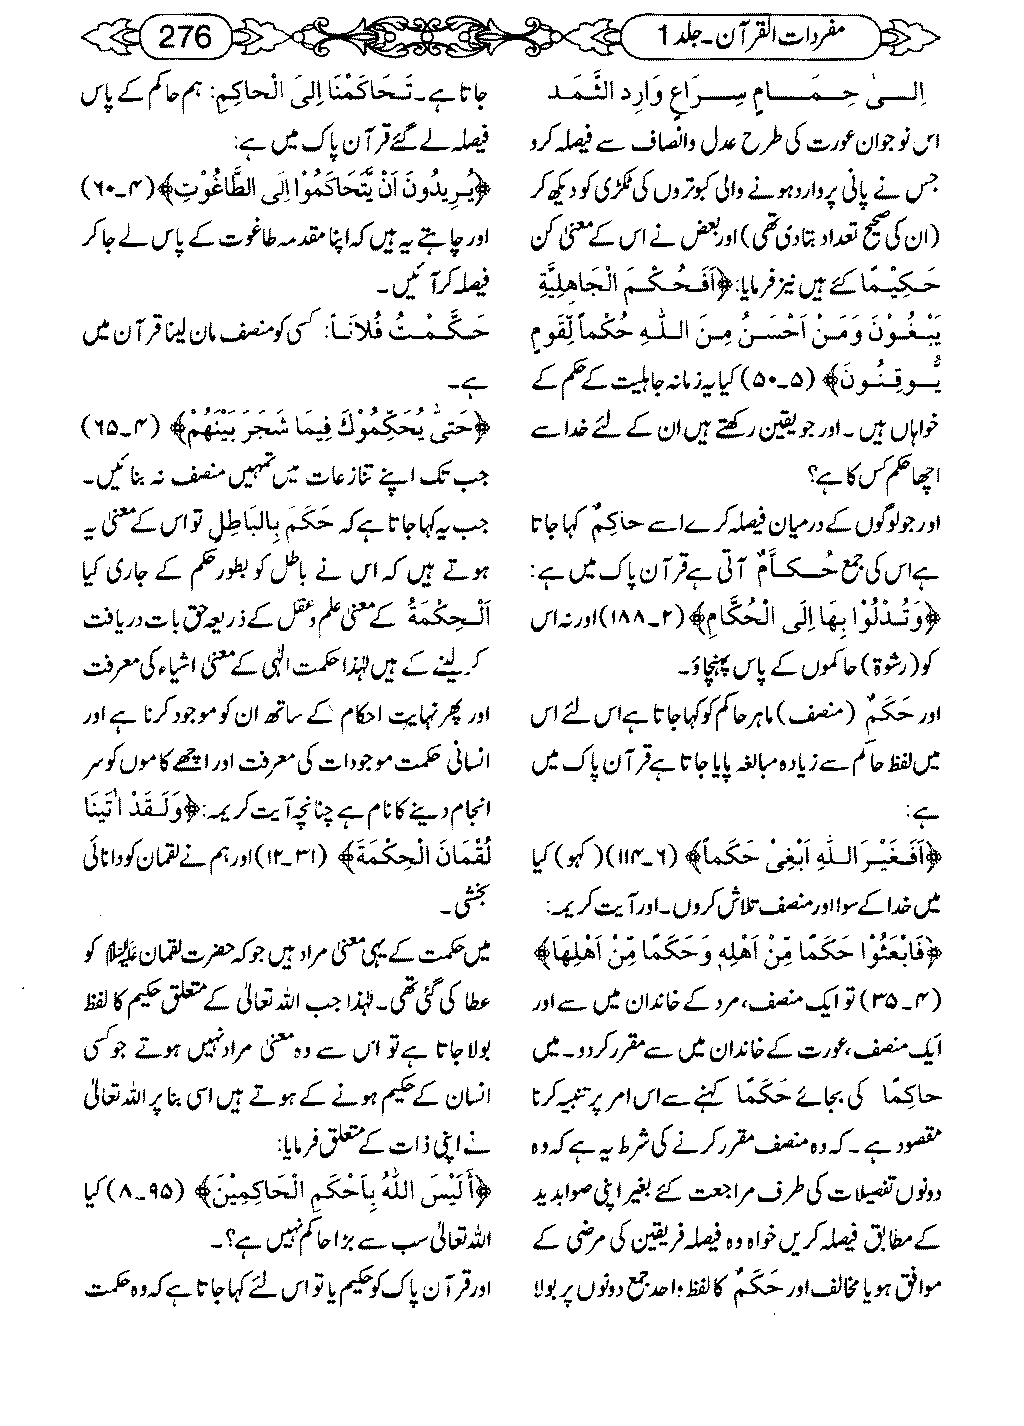 مفردات القرآن۔جلد 1
276
اِلٰی حِمَامٍ سِرَاعٍ وَارِدِ الثَّمَد
اس نوجوان عورت کی طرح عدل وانصاف سے فیصلہ کرو
جس نے پانی پر وارد ہونے والی کبوتروں کی ٹکڑی کو دیکھ کر
(ان کی صحیح تعداد بتادی تھی) اور بعض نے اس کے معنی کن
حَکِیْمًا کئے ہیں نیز فرمایا: ﴿اَفَحُکْمَ الْجَاهِلِیَّةِ
یَبْغُوْنَ وَمَنْ اَحْسَنُ مِنَ اللّٰهِ حُکْماً لِّقَومٍ
یُّوقِنُونَ﴾ (۵۔۵۰) کیا یہ زمانہ جاہلیت کے حکم کے
خواہاں ہیں۔ اور جو یقین رکھتے ہیں ان کے لئے خدا سے
اچھا حکم کس کا ہے؟
اور جو لوگوں کے درمیان فیصلہ کرے اسے حاکِمٌ کہا جاتا
ہے اس کی جمع حُکَّامٌ آتی ہے قرآن پاک میں ہے:
﴿وَتُدْلُوْا بِهَا اِلَی الْحُکَّامِ﴾ (۲۔۱۸۸) اور نہ اس
کو (رشوۃ) حاکموں کے پاس پہنچاؤ۔
اور حَکَمٌ (منصف) ماہر حاکم کو کہا جاتا ہے اس لئے اس
میں لفظ حاکم سے زیادہ مبالغہ پایا جاتا ہے قرآن پاک میں
ہے:
﴿اَفَغَیْرَ اللّٰهِ اَبْغِیْ حَکَماً﴾ (۶۔۱۱۴) (کہو) کیا
میں خدا کے سوا اور منصف تلاش کروں۔ اور آیت کریمہ:
﴿فَابْعَثُوْا حَکَمًا مِّنْ اَهْلِهٖ وَحَکَمًا مِّنْ اَهْلِهَا﴾
(۴۔۳۵) تو ایک منصف، مرد کے خاندان میں سے اور
ایک منصف، عورت کے خاندان میں سے مقرر کردو۔ میں
حَاکِمًا کی بجائے حَکَمًا کہنے سے اس امر پر تنبیہ کرنا
مقصود ہے۔ کہ وہ منصف مقرر کرنے کی شرط یہ ہے کہ وہ
دونوں تفصیلات کی طرف مراجعت کئے بغیر اپنی صوابدید
کے مطابق فیصلہ کریں خواہ وہ فیصلہ فریقین کی مرضی کے
موافق ہو یا مخالف اور حَکَمٌ کا لفظ، واحد جمع دونوں پر بولا
جاتا ہے۔ تَحَاکَمْنَا اِلَی الْحاکِمِ: ہم حاکم کے پاس
فیصلہ لے گئے قرآن پاک میں ہے:
﴿یُرِیدُونَ اَنْ یَّتَحَاکَمُوْا اِلَی الطَّاغُوْتِ﴾ (۴۔۶۰)
اور چاہتے یہ ہیں کہ اپنا مقدمہ طاغوت کے پاس لے جا کر
فیصلہ کرآئیں۔
حَکَّمْتُ فُلَاناً: کسی کو منصف مان لینا قرآن میں
ہے۔
﴿حَتّٰی یُحَکِّمُوْكَ فِیمَا شَجَرَ بَیْنَهُمْ﴾ (۴۔۶۵)
جب تک اپنے تنازعات میں تمہیں منصف نہ بنائیں۔
جب یہ کہا جاتا ہے کہ حَکَمَ بِالبَاطِلِ تو اس کے معنی یہ
ہوتے ہیں کہ اس نے باطل کو بطور حکم کے جاری کیا
اَلْحِکْمَةُ کے معنی علم وعقل کے ذریعہ حق بات دریافت
کر لینے کے ہیں لہٰذا حکمت الٰہی کے معنی اشیاء کی معرفت
اور پھر نہایت احکام کے ساتھ ان کو موجود کرنا ہے اور
انسانی حکمت موجودات کی معرفت اور اچھے کاموں کو سر
انجام دینے کا نام ہے چنانچہ آیت کریمہ: ﴿وَلَقَدْ اٰتَیْنَا
لُقْمَانَ الْحِکْمَةَ﴾ (۳۱۔۱۲) اور ہم نے لقمان کو دانائی
بخشی۔
میں حکمت کے یہی معنی مراد ہیں جو کہ حضرت لقمان علیہ السلام کو
عطا کی گئی تھی۔ لہٰذا جب اللہ تعالیٰ کے متعلق حکیم کا لفظ
بولا جاتا ہے تو اس سے وہ معنی مراد نہیں ہوتے جو کسی
انسان کے حکیم ہونے کے ہوتے ہیں اسی بنا پر اللہ تعالیٰ
نے اپنی ذات کے متعلق فرمایا:
﴿أَلَیْسَ اللّٰهُ بِاَحْکَمِ الْحَاکِمِیْنَ﴾ (۹۵۔۸) کیا
اللہ تعالیٰ سب سے بڑا حاکم نہیں ہے؟۔
اور قرآن پاک کو حکیم یا تو اس لئے کہا جاتا ہے کہ وہ حکمت